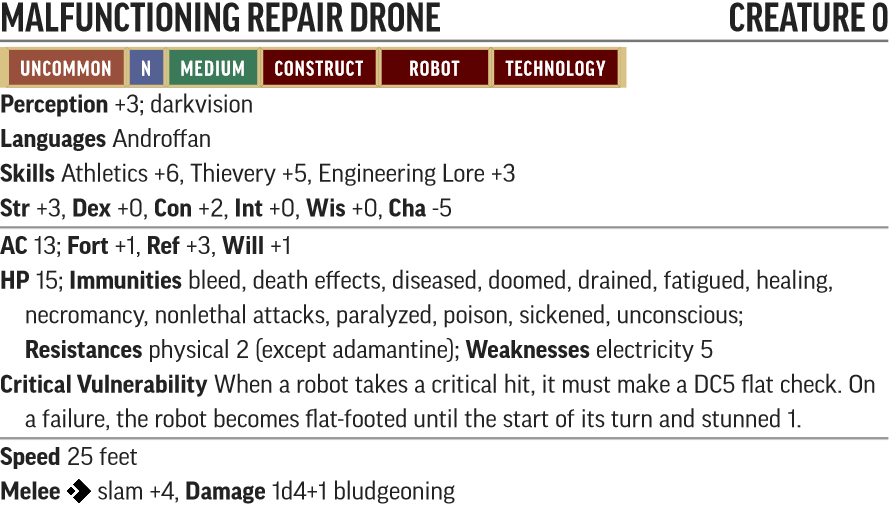 MALFUNCTIONING REPAIR DRONE CREATURE 0
UNCOMMON N MEDIUM CONSTRUCT ROBOT TECHNOLOGY
Perception +3; darkvision
Languages Androffan
Skills Athletics +6, Thievery +5, Engineering Lore +3
Str +3, Dex +0, Con +2, Int +0, Wis +0, Cha -5
AC 13; Fort +1, Ref +3, Will +1
HP 15; Immunities bleed, death effects, diseased, doomed, drained, fatigued, healing,
necromancy, nonlethal attacks, paralyzed, poison, sickened, unconscious;
Resistances physical 2 (except adamantine); Weaknesses electricity 5
Critical Vulnerability When a robot takes a critical hit, it must make a DC5 flat check. On
a failure, the robot becomes flat-footed until the start of its turn and stunned 1.
Speed 25 feet
Melee slam +4, Damage 1d4+1 bludgeoning